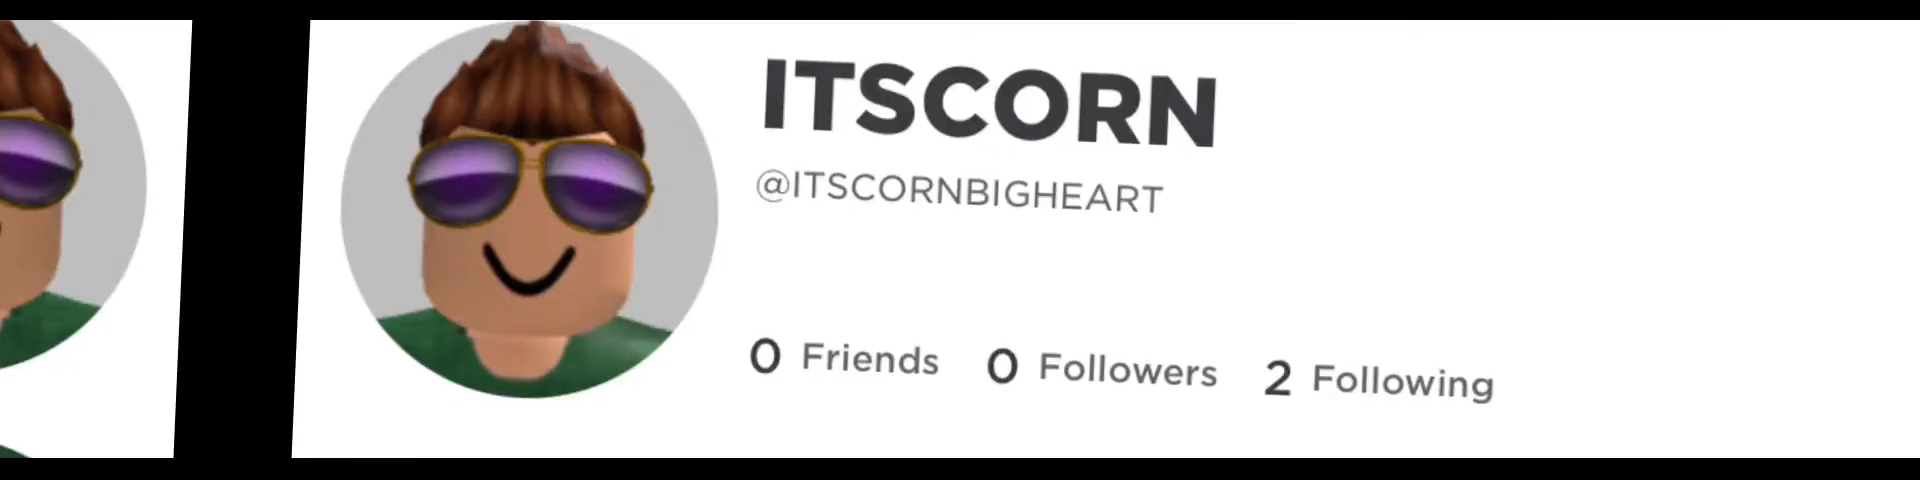 ITSCORN
@ITSCORNBIGHEART
0 Friends 0 Followers 2 Following